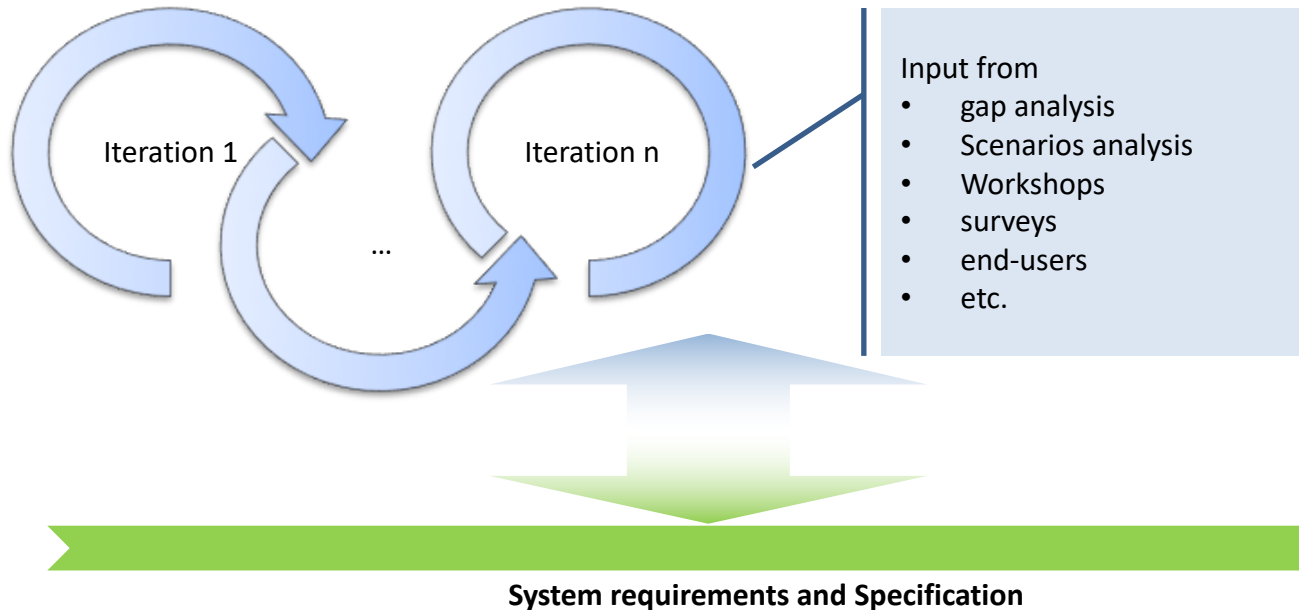 Iteration 1
...
Iteration n
Input from
• gap analysis
• Scenarios analysis
• Workshops
• surveys
• end-users
• etc.
System requirements and Specification